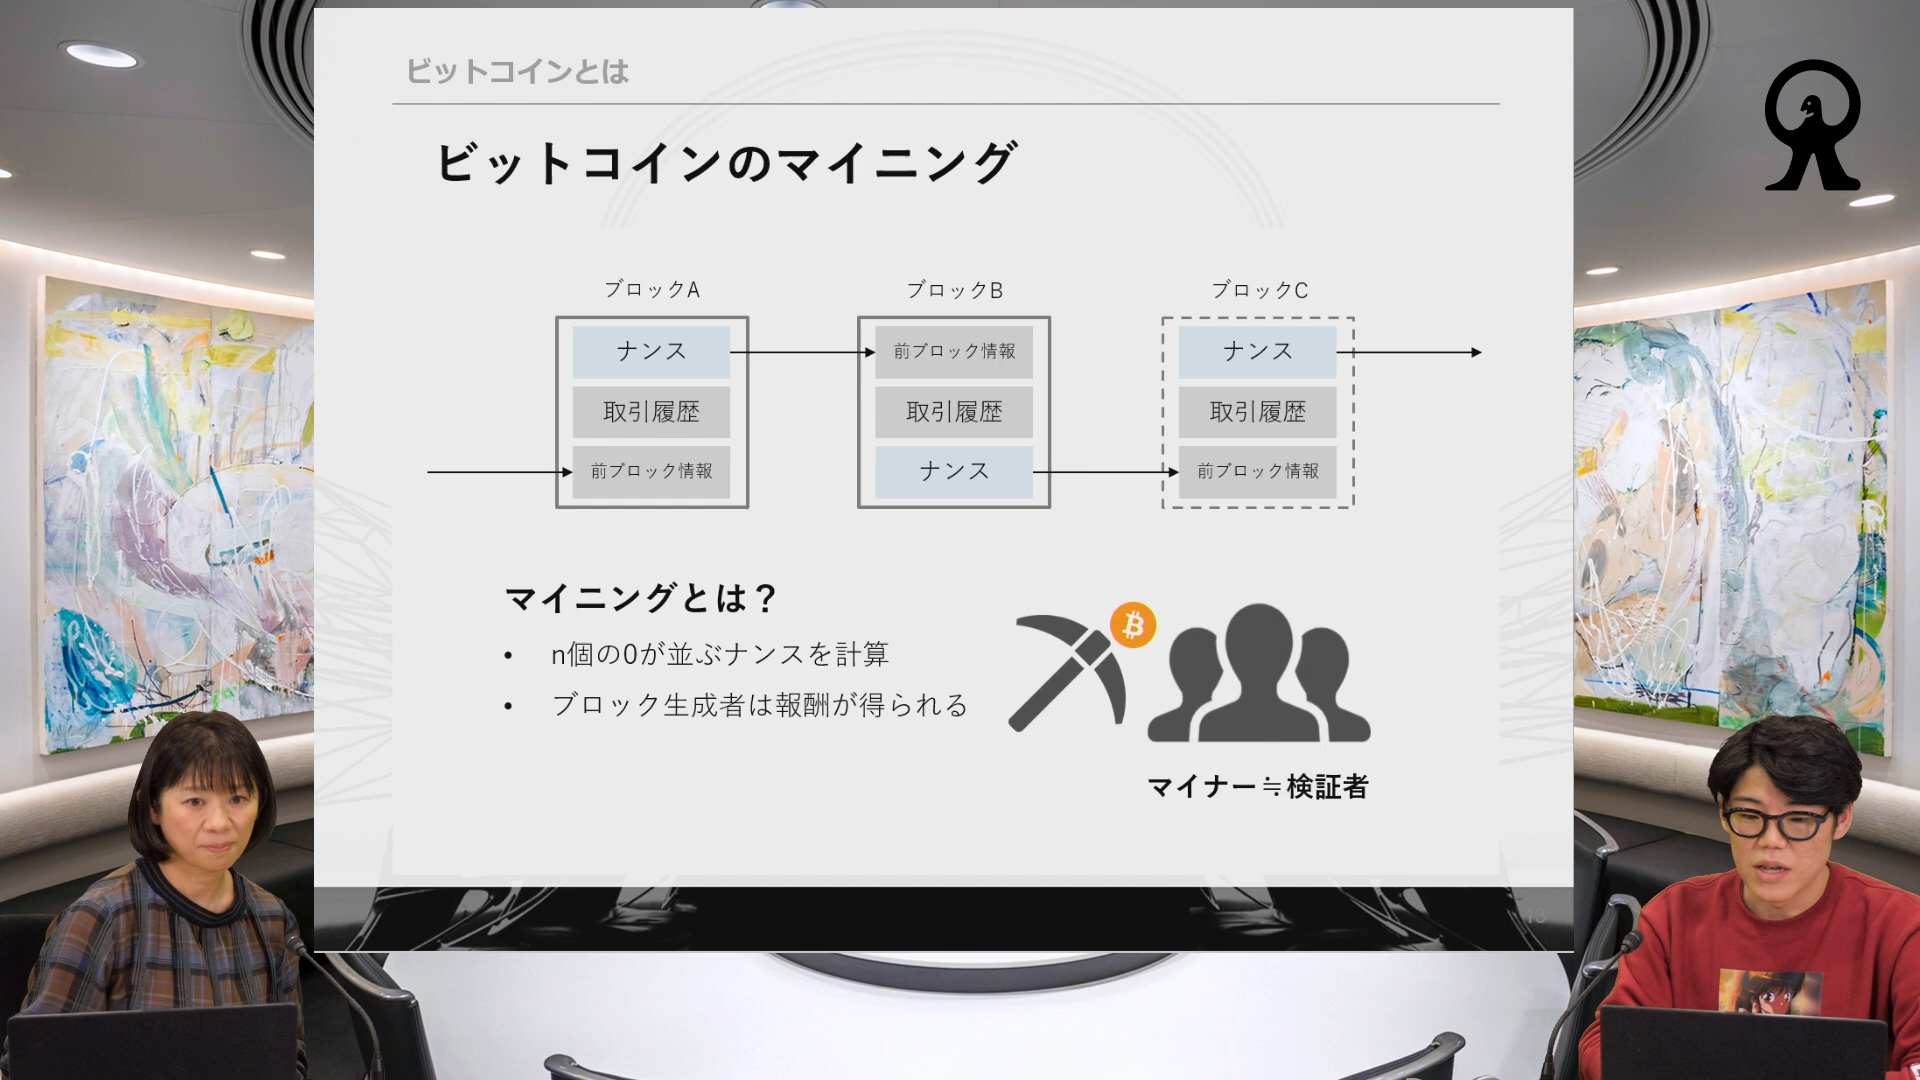 ビットコインとは
ビットコインのマイニング
ブロックA
ナンス
取引履歴
前ブロック情報
ブロックB
前ブロック情報
取引履歴
ナンス
ブロックC
ナンス
取引履歴
前ブロック情報
マイニングとは？
• n個の0が並ぶナンスを計算
• ブロック生成者は報酬が得られる
マイナー≒検証者